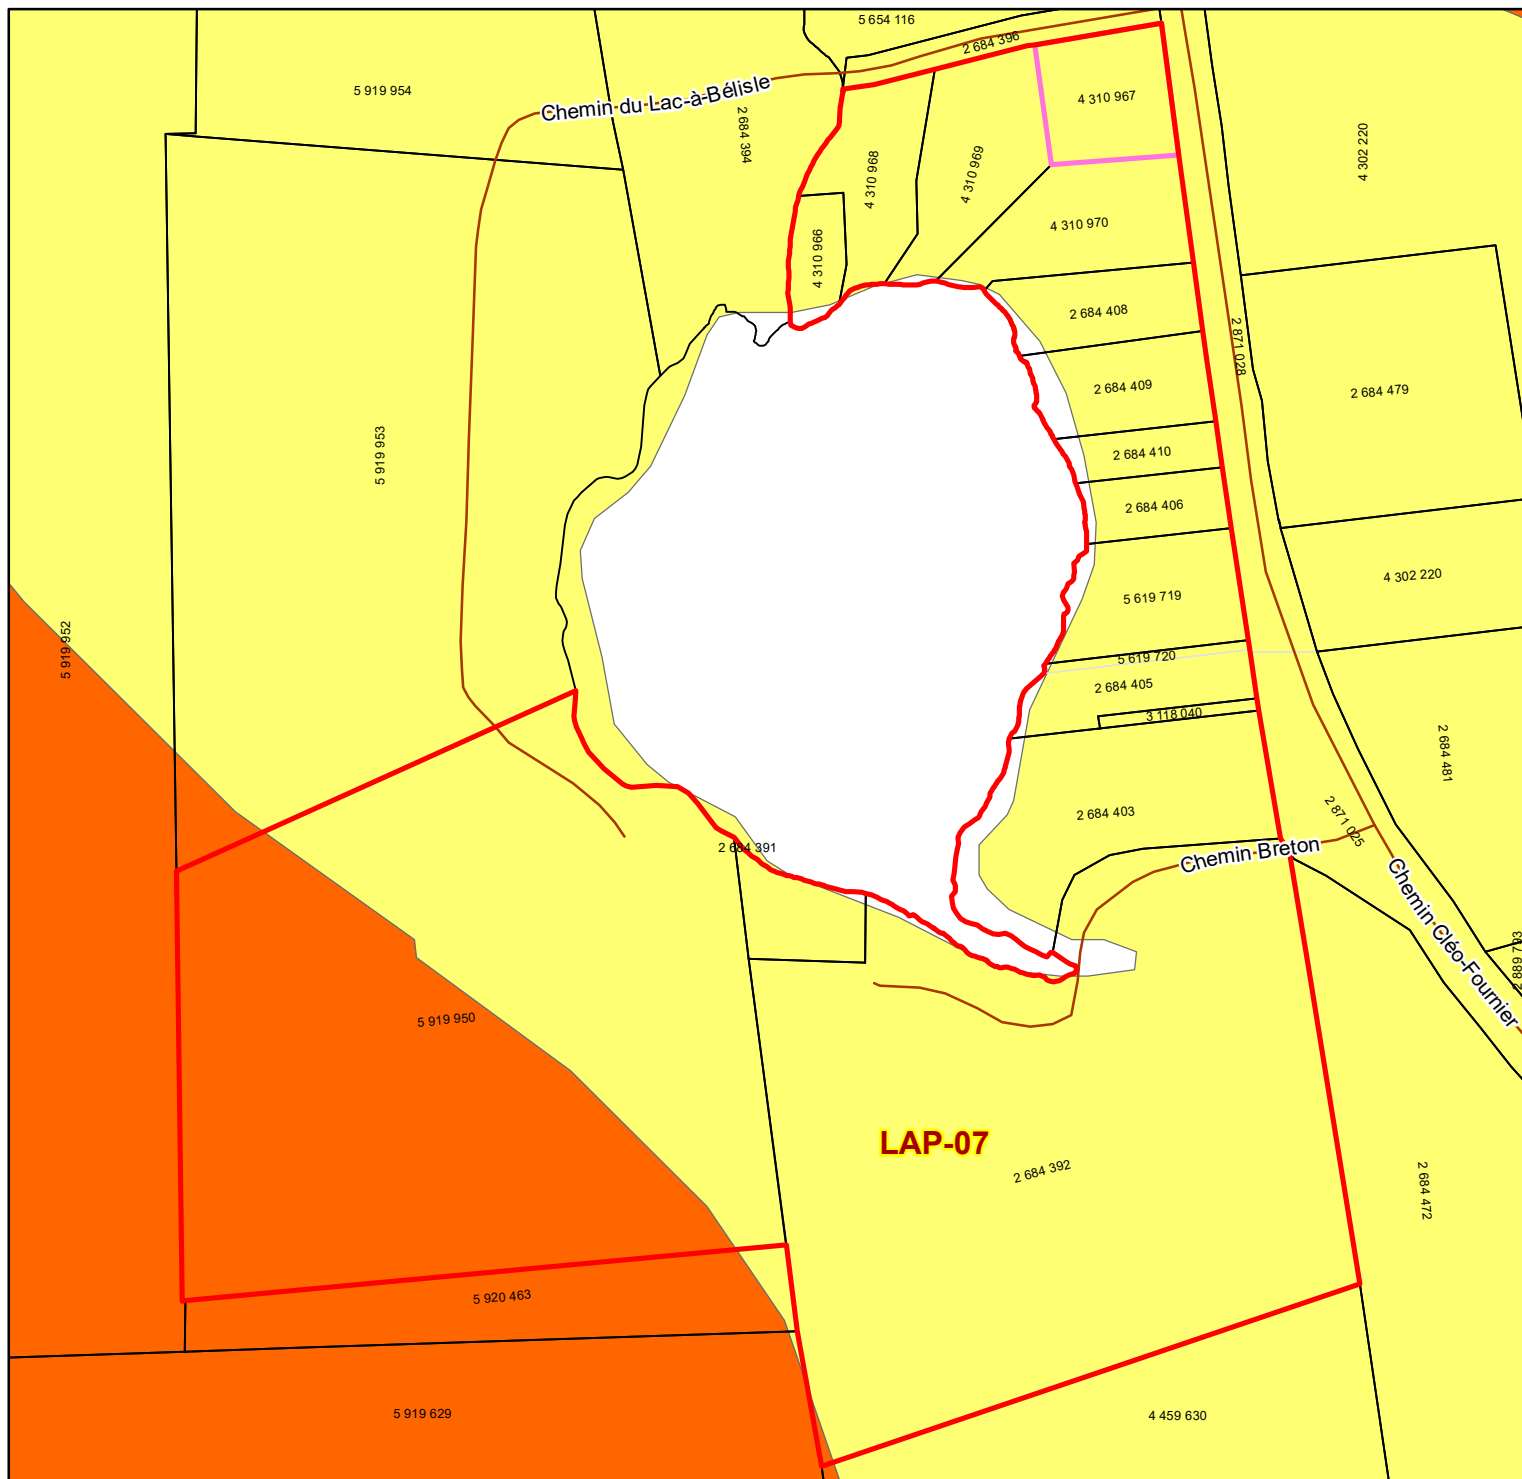 5 654 116
2 684 396
5 919 954
Chemin du Lac-à-Bélisle
4 310 967
2 684 394
4 310 968
4 310 969
4 302 220
4 310 970
4 310 966
2 684 408
2 871 028
2 684 409
2 684 479
5 919 953
2 684 410
2 684 406
4 302 220
5 619 719
5 919 952
5 619 720
2 684 405
3 118 040
2 684 481
2 684 403
2 871 025
2 684 391
Chemin Breton
Chemin Cléo-Fournier
5 919 950
LAP-07
2 684 392
2 684 472
5 920 463
5 919 629
4 459 630